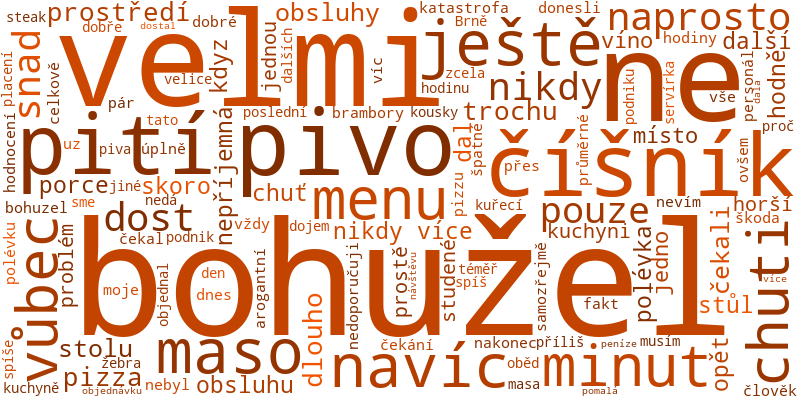 steak
prostředí
dobře
dostal
dobré
obsluhy
katastrofa
Brně
donesli
naprosto
placení
snad
velmi
ještě
ne
velice
když
jednou
dalších
víc
zcela
hodinu
nikdy
víno
hodiny
další
celkově
pár
poslední
brambory
kousky
trochu
podniku
servírka
vše
personál
dala
hodně
hodnocení
pití
tato
piva
úplně
nepříjemná
pivo
dal
špatné
číšník
průměrné
místo
ovšem
proč
uz
porce
jiné
skoro
chuť
menu
pizzu
přes
bohuzel
sme
nedá
dost
vždy
dojem
nikdy více
kuřecí
pouze
nevím
horší
škoda
polévku
vůbec
problém
čekal
podnik
bohužel
kuchyni
čekali
chuti
moje
objednal
den
dnes
arogantní
nedoporučuji
prostě
návštěvu
studené
téměř
spíš
samozřejmě
fakt
polévka
jedno
stůl
více
spíše
stolu
žebra
maso
dlouho
čekání
nakonec
příliš
peníze
musím
opět
kuchyně
pizza
objednávku
nebyl
obsluhu
navíc
oběd
masa
minut
pomalá
člověk